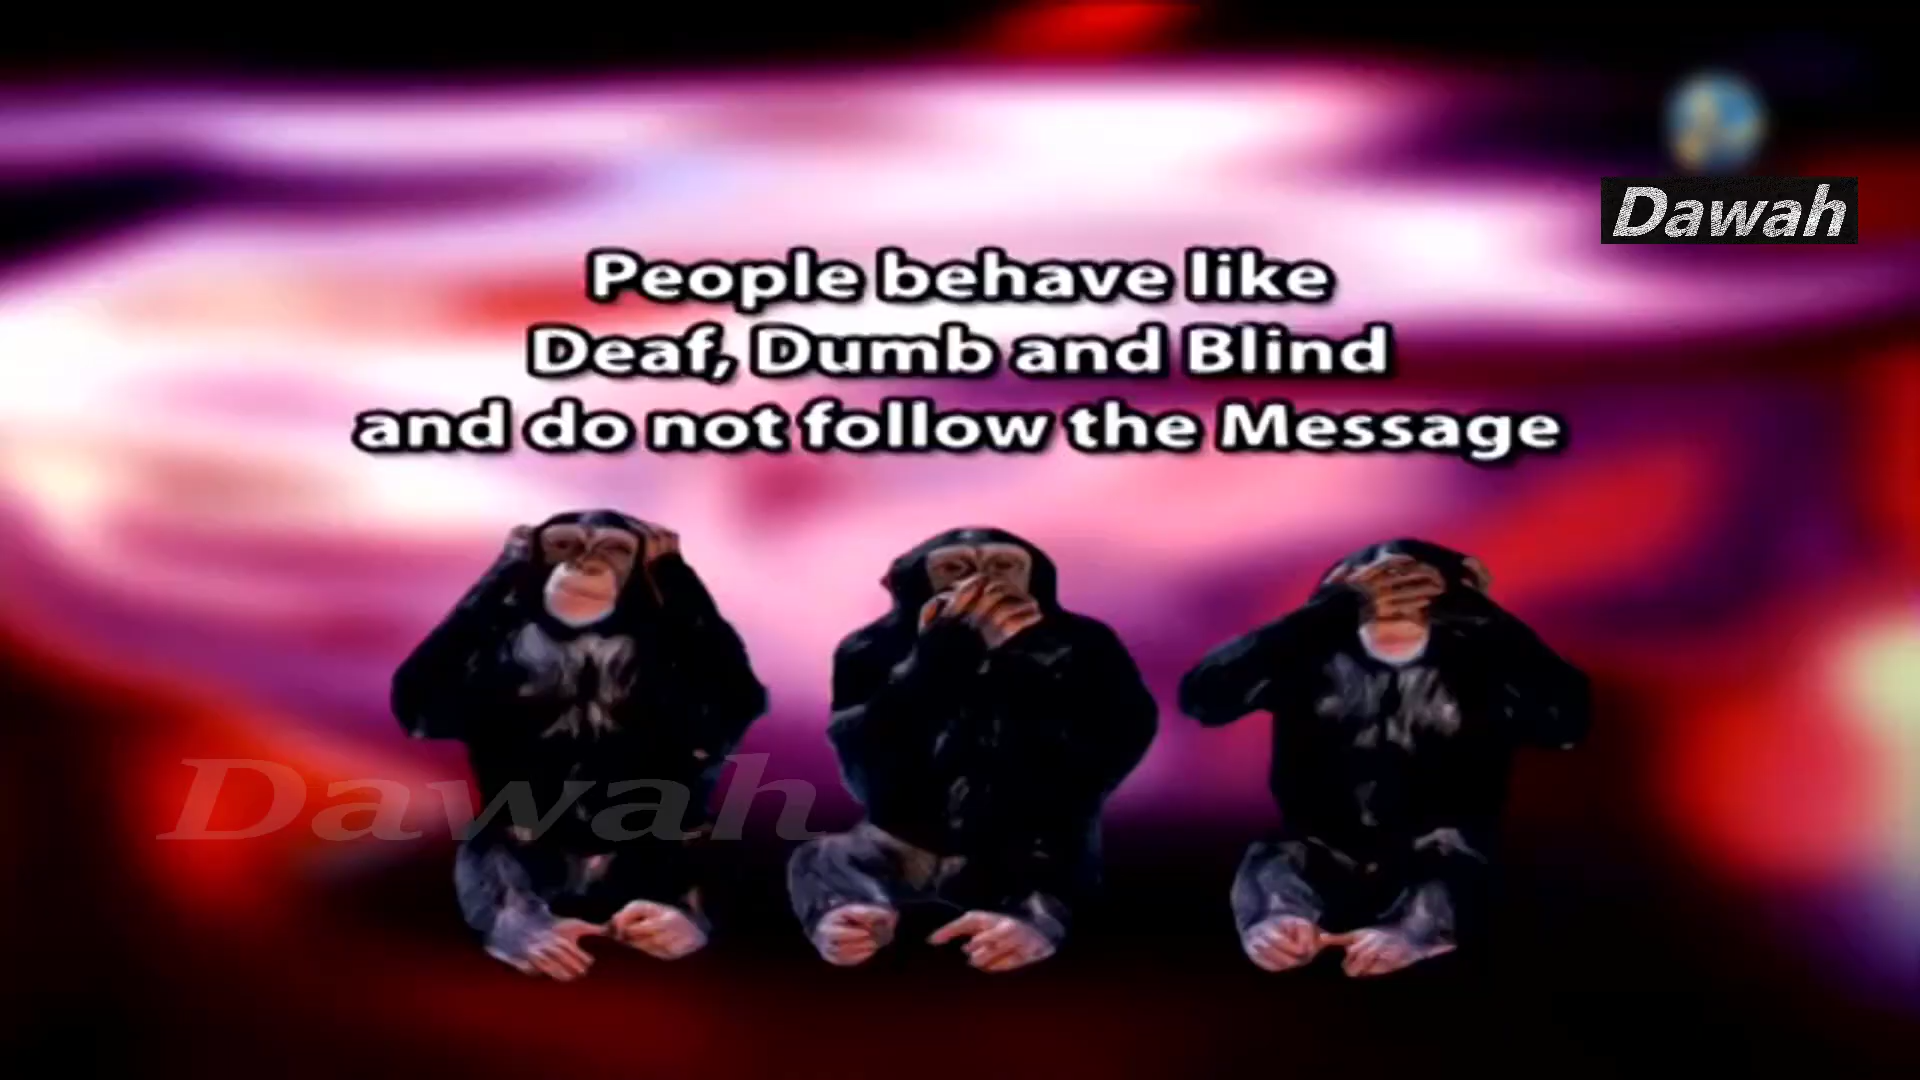 Dawah
People behave like
Deaf, Dumb and Blind
and do not follow the Message
Dawah